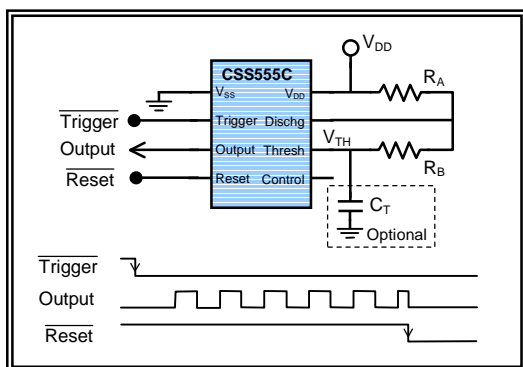 V_DD
CSS555C
R_A
V_SS V_DD
Trigger Trigger Dischg
V_TH
Output Output Thresh
R_B
Reset Reset Control
C_T
Optional
Trigger
Output
Reset